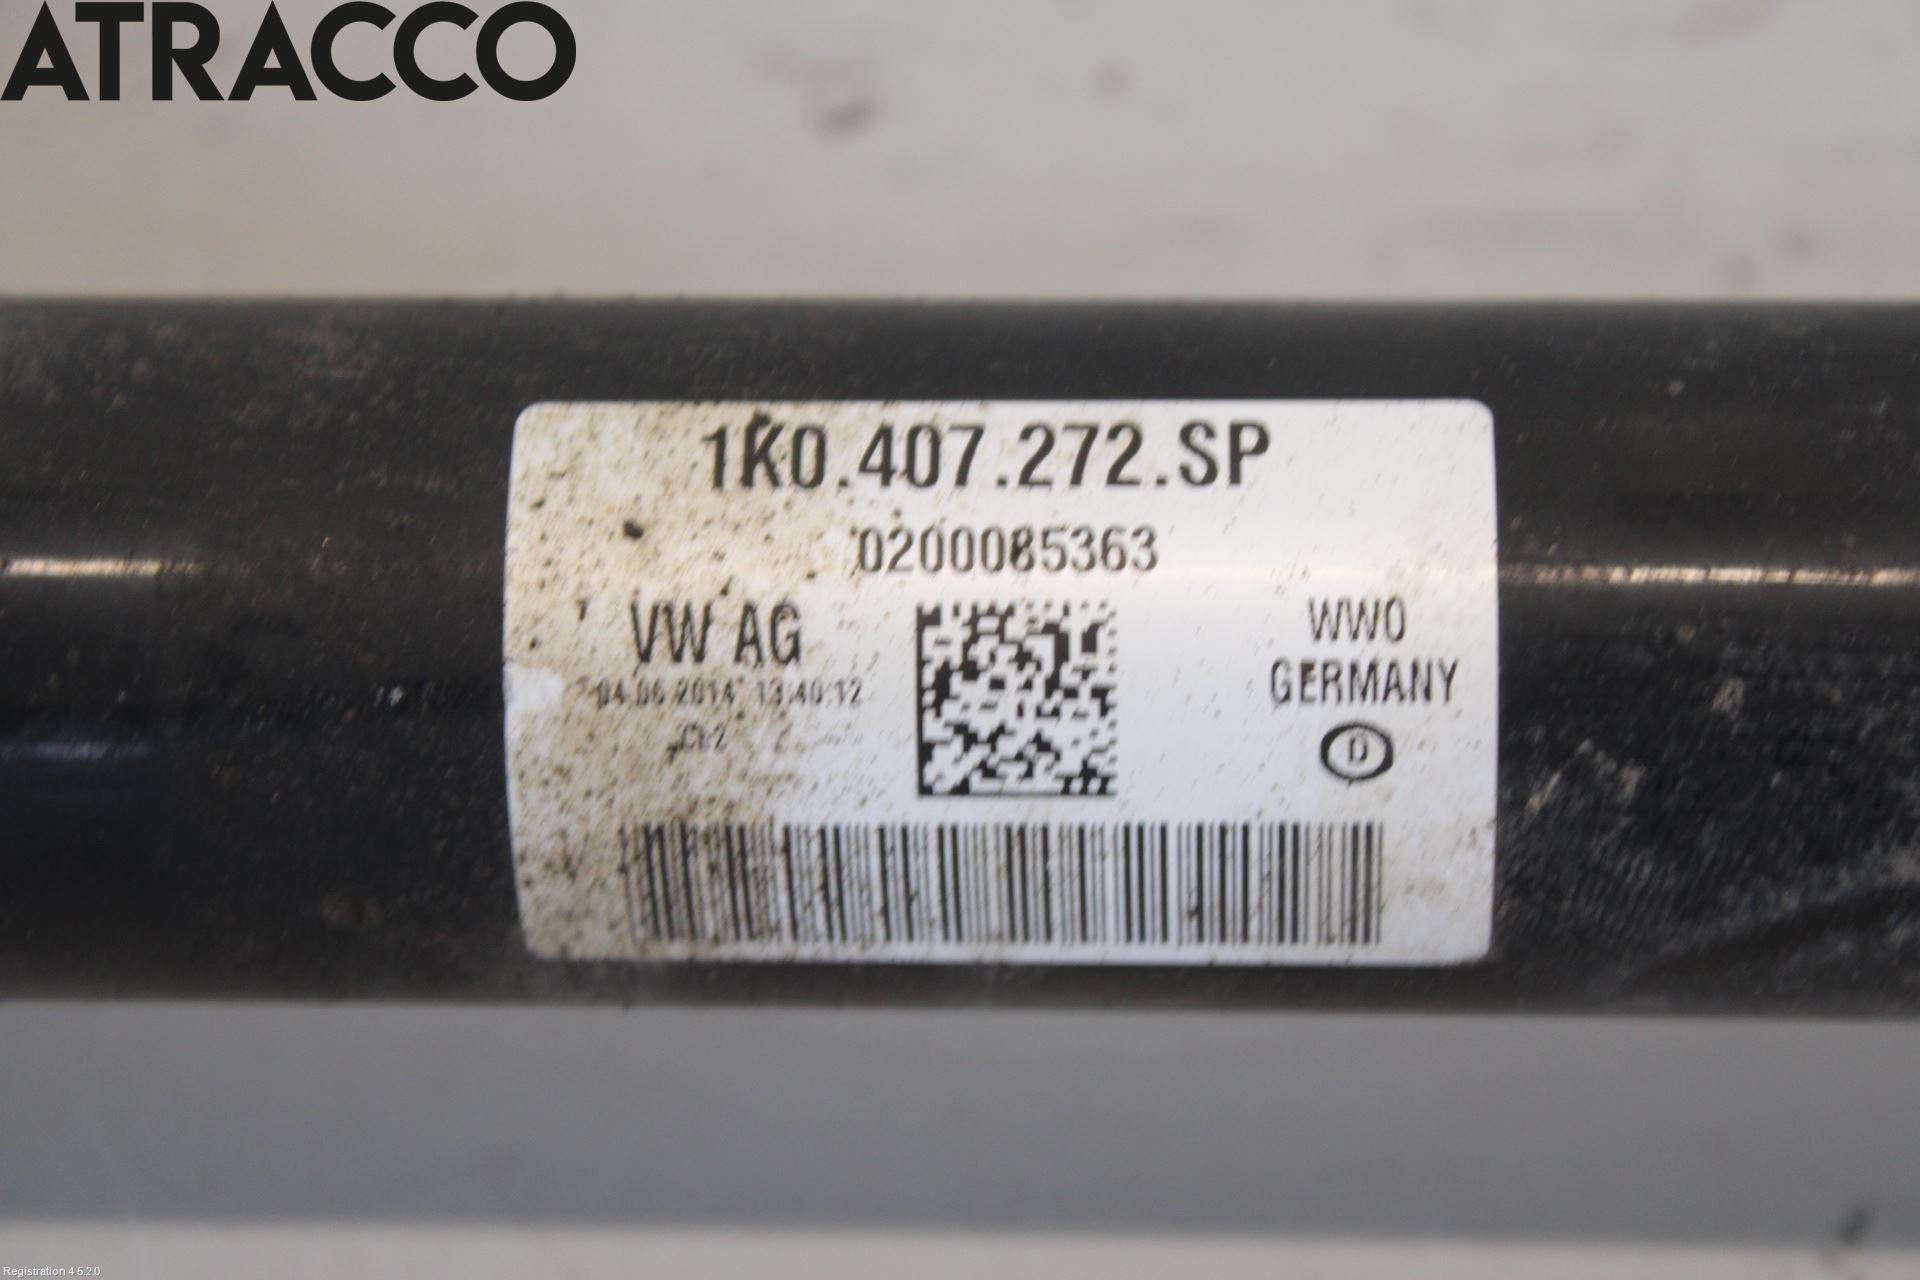 ATRACCO
1K0.407.272.SP
0200085363
VW AG
WW0
04.06.2014 13:40:12
GERMANY
D
Registration 4.5.2.0